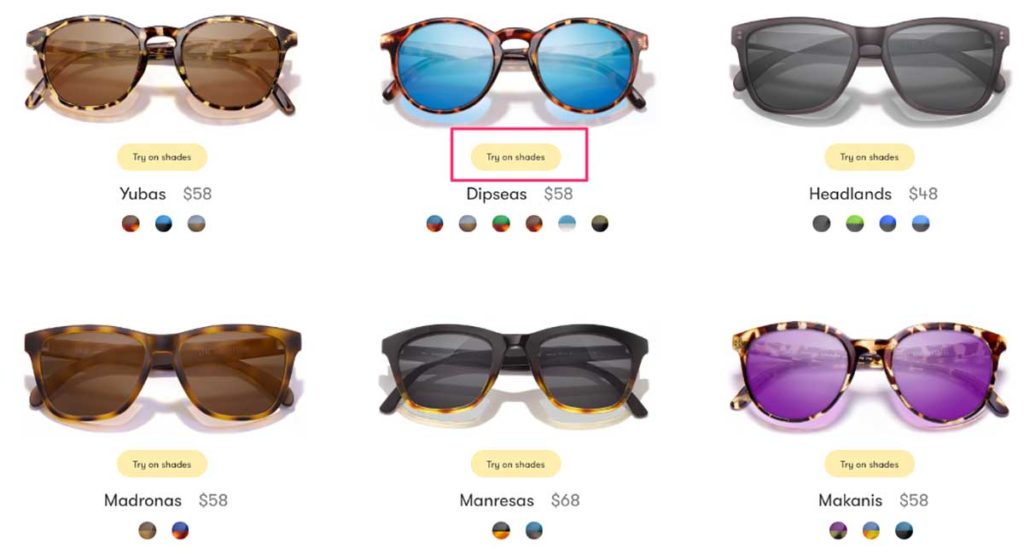 Try on shades
Try on shades
Try on shades
Yubas $58
Dipseas $58
Headlands $48
Try on shades
Try on shades
Try on shades
Madronas $58
Manresas $68
Makanis $58